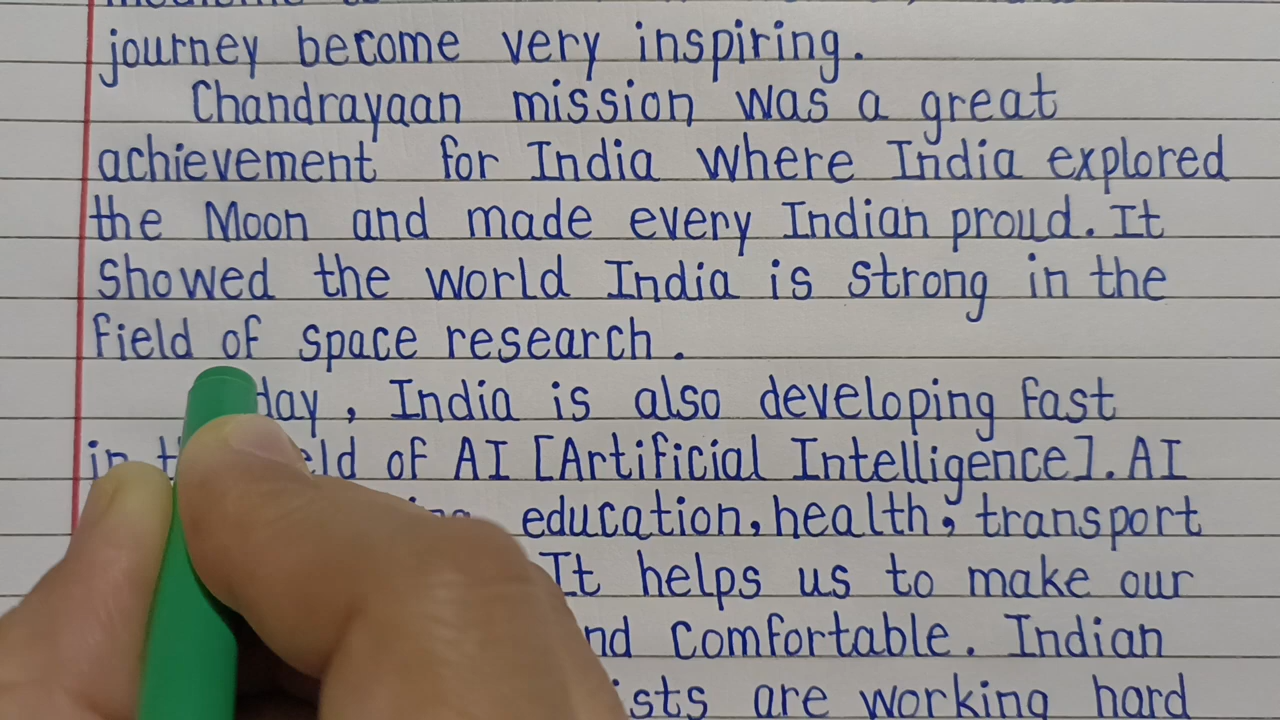 journey become very inspiring.
Chandrayaan mission was a great
achievement for India where India explored
the Moon and made every Indian proud. It
showed the world India is strong in the
field of space research.
day, India is also developing fast
in eld of AI [Artificial Intelligence]. AI
education, health, transport
It helps us to make our
nd comfortable. Indian
ists are working hard